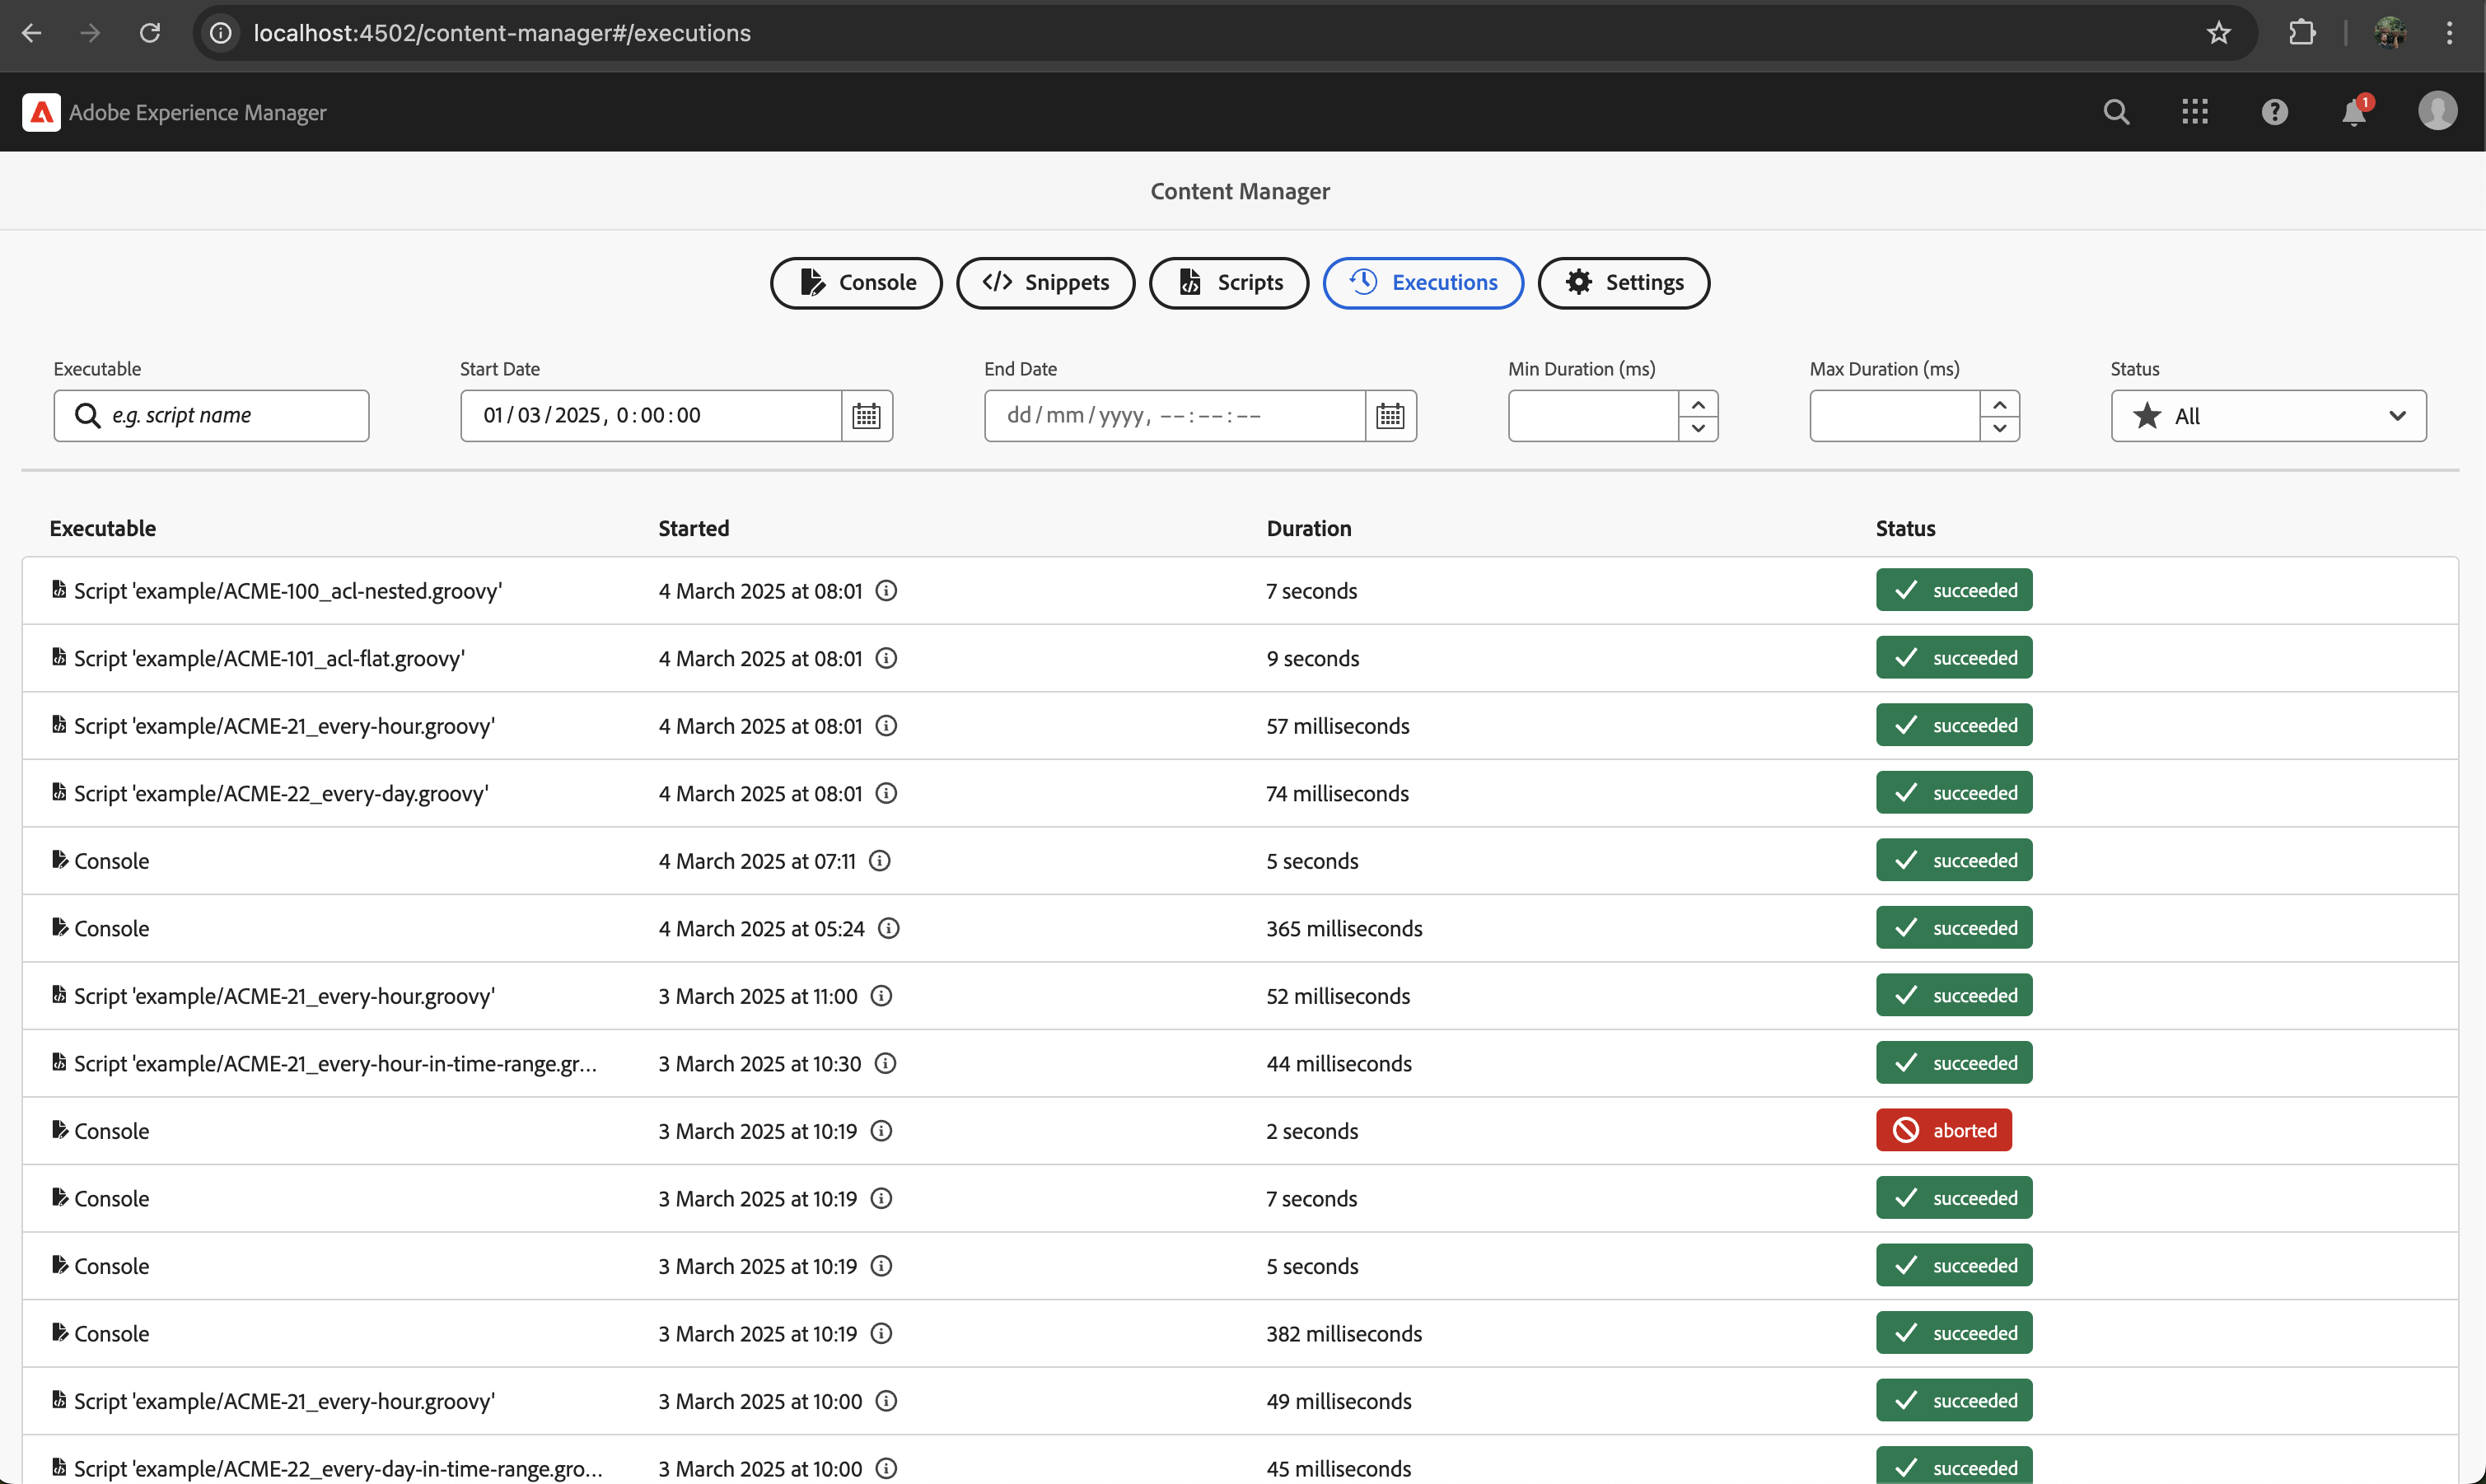 localhost:4502/content-manager#/executions
Adobe Experience Manager
1
Content Manager
Console
Snippets
Scripts
Executions
Settings
Executable
Start Date
End Date
Min Duration (ms)
Max Duration (ms)
Status
e.g. script name
01/03/2025, 0:00:00
dd/mm/yyyy, --:--:--
All
Executable Started Duration Status
Script 'example/ACME-100_acl-nested.groovy' 4 March 2025 at 08:01 7 seconds succeeded
Script 'example/ACME-101_acl-flat.groovy' 4 March 2025 at 08:01 9 seconds succeeded
Script 'example/ACME-21_every-hour.groovy' 4 March 2025 at 08:01 57 milliseconds succeeded
Script 'example/ACME-22_every-day.groovy' 4 March 2025 at 08:01 74 milliseconds succeeded
Console 4 March 2025 at 07:11 5 seconds succeeded
Console 4 March 2025 at 05:24 365 milliseconds succeeded
Script 'example/ACME-21_every-hour.groovy' 3 March 2025 at 11:00 52 milliseconds succeeded
Script 'example/ACME-21_every-hour-in-time-range.gr... 3 March 2025 at 10:30 44 milliseconds succeeded
Console 3 March 2025 at 10:19 2 seconds aborted
Console 3 March 2025 at 10:19 7 seconds succeeded
Console 3 March 2025 at 10:19 5 seconds succeeded
Console 3 March 2025 at 10:19 382 milliseconds succeeded
Script 'example/ACME-21_every-hour.groovy' 3 March 2025 at 10:00 49 milliseconds succeeded
Script 'example/ACME-22_every-day-in-time-range.gro... 3 March 2025 at 10:00 45 milliseconds succeeded